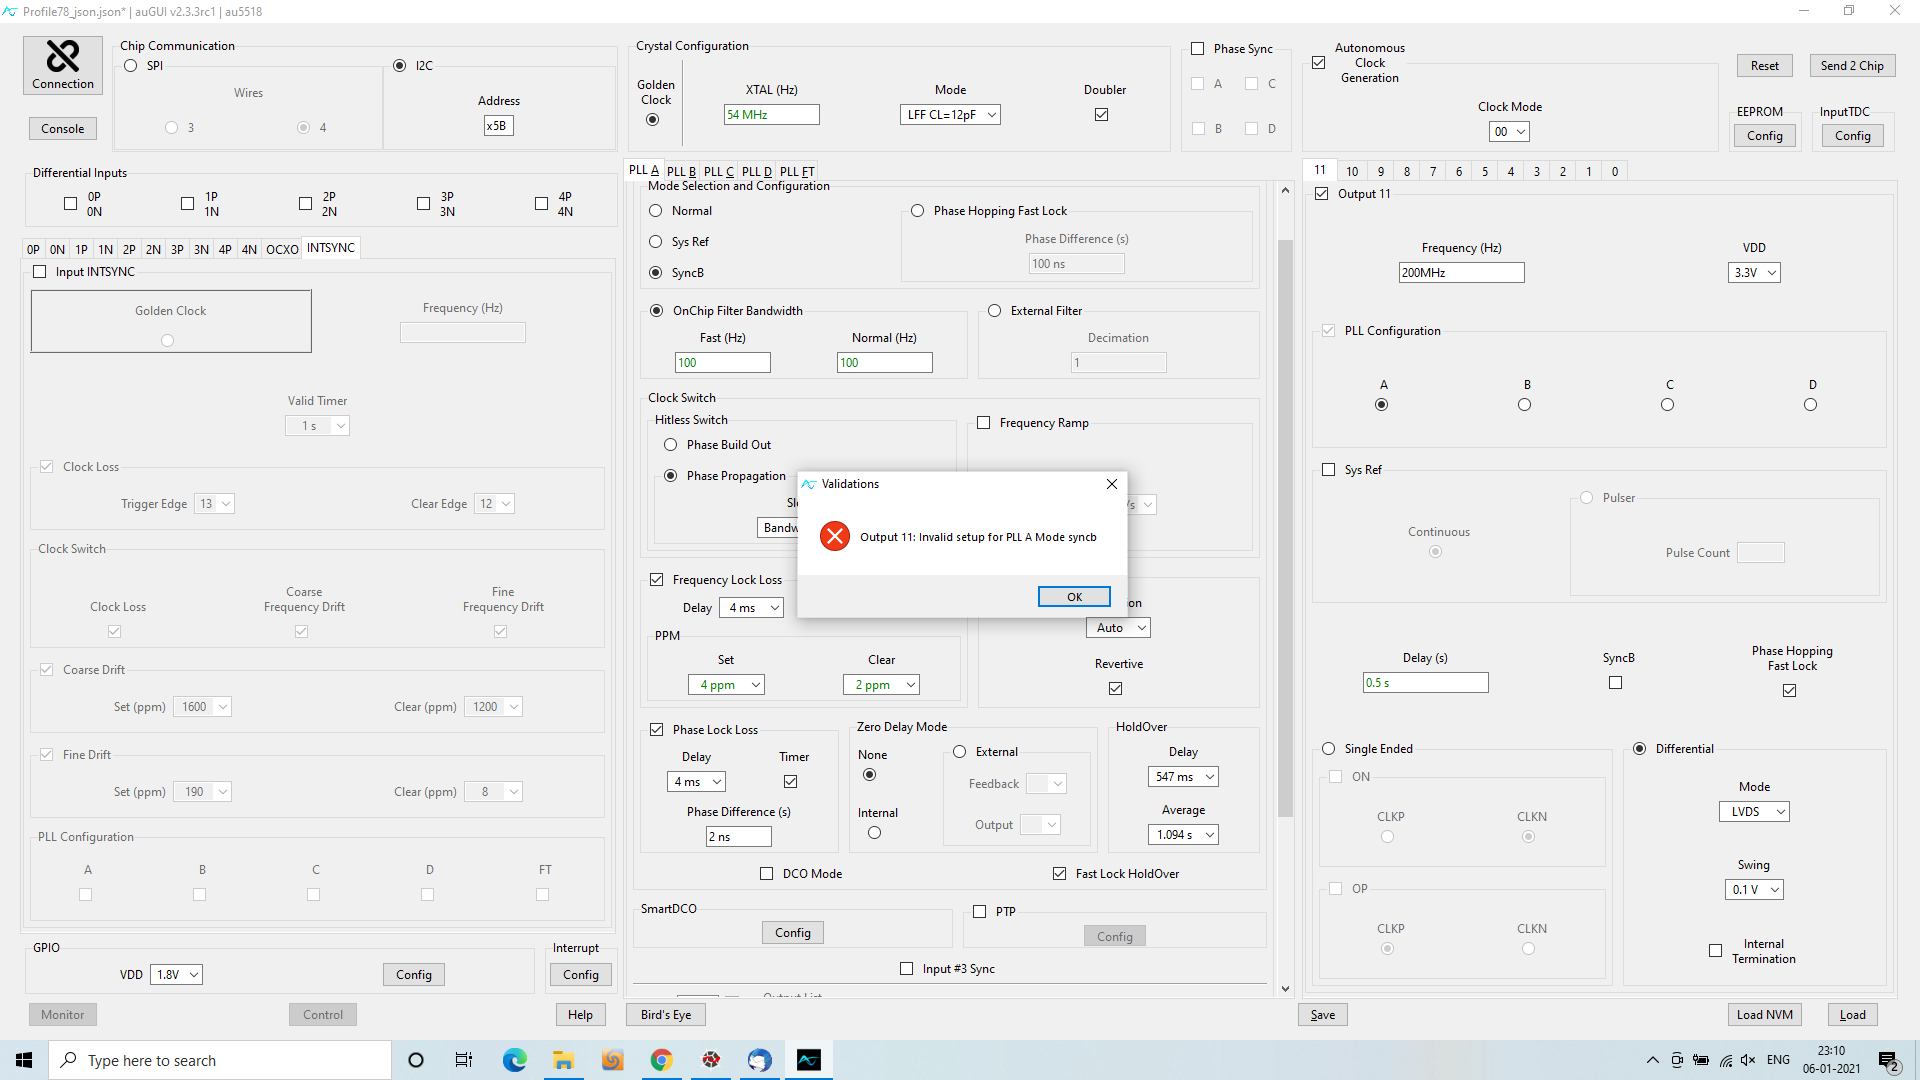 Profile78_json.json* | auGUI v2.3.3rc1 | au5518
Connection
Console
Chip Communication
SPI
Wires
3
4
I2C
Address
x5B
Crystal Configuration
Golden
Clock
XTAL (Hz)
54 MHz
Mode
LFF CL=12pF
Doubler
Phase Sync
A
C
B
D
Autonomous
Clock
Generation
Clock Mode
00
Reset
Send 2 Chip
EEPROM
Config
InputTDC
Config
Differential Inputs
0P
0N
1P
1N
2P
2N
3P
3N
4P
4N
0P 0N 1P 1N 2P 2N 3P 3N 4P 4N OCXO INTSYNC
Input INTSYNC
Golden Clock
Frequency (Hz)
Valid Timer
1 s
Clock Loss
Trigger Edge 13
Clear Edge 12
Clock Switch
Clock Loss
Coarse
Frequency Drift
Fine
Frequency Drift
Coarse Drift
Set (ppm) 1600
Clear (ppm) 1200
Fine Drift
Set (ppm) 190
Clear (ppm) 8
PLL Configuration
A
B
C
D
FT
GPIO
VDD 1.8V
Config
Interrupt
Config
Monitor
Control
Help
PLL A PLL B PLL C PLL D PLL FT
Mode Selection and Configuration
Normal
Sys Ref
SyncB
Phase Hopping Fast Lock
Phase Difference (s)
100 ns
OnChip Filter Bandwidth
Fast (Hz)
100
Normal (Hz)
100
External Filter
Decimation
1
Clock Switch
Hitless Switch
Phase Build Out
Phase Propagation
Bandw
Frequency Ramp
/s
Validations
Output 11: Invalid setup for PLL A Mode syncb
OK
Frequency Lock Loss
Delay 4 ms
PPM
Set
4 ppm
Clear
2 ppm
Auto
Revertive
Phase Lock Loss
Delay
4 ms
Timer
Phase Difference (s)
2 ns
Zero Delay Mode
None
Internal
External
Feedback
Output
HoldOver
Delay
547 ms
Average
1.094 s
DCO Mode
Fast Lock HoldOver
SmartDCO
Config
PTP
Config
Input #3 Sync
Output List
Bird's Eye
11 10 9 8 7 6 5 4 3 2 1 0
Output 11
Frequency (Hz)
200MHz
VDD
3.3V
PLL Configuration
A
B
C
D
Sys Ref
Continuous
Pulser
Pulse Count
Delay (s)
0.5 s
SyncB
Phase Hopping
Fast Lock
Single Ended
ON
CLKP
CLKN
OP
CLKP
CLKN
Differential
Mode
LVDS
Swing
0.1 V
Internal
Termination
Save
Load NVM
Load
Type here to search
ENG
23:10
06-01-2021
2